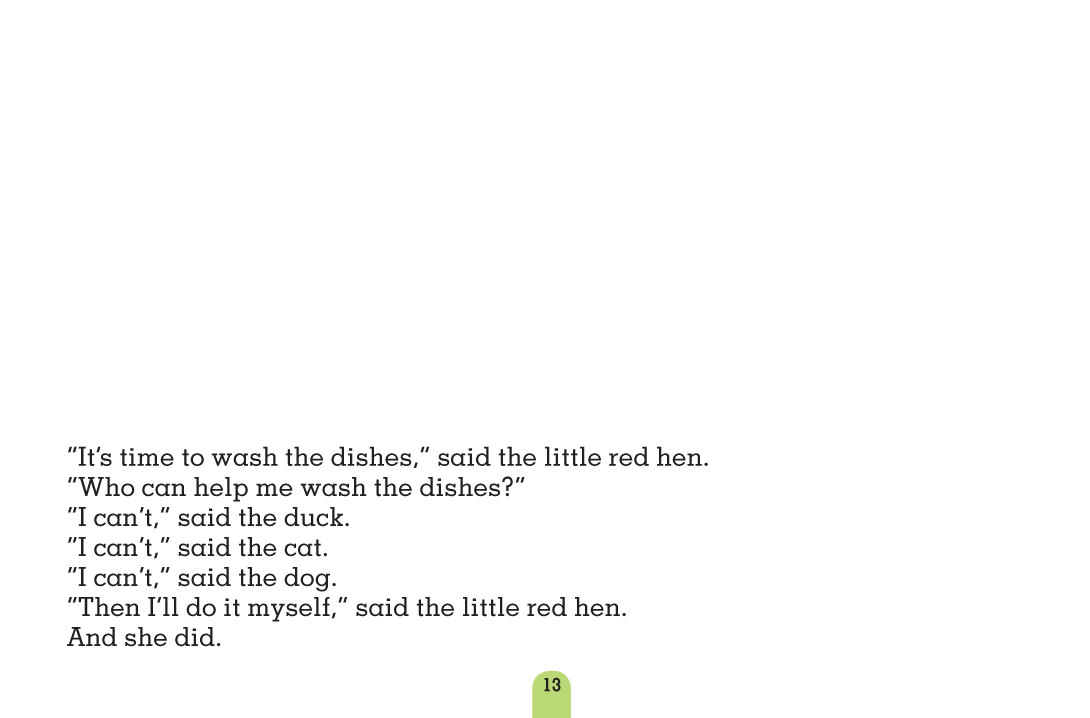 ”It’s time to wash the dishes,” said the little red hen.
”Who can help me wash the dishes?”
”I can’t,” said the duck.
”I can’t,” said the cat.
”I can’t,” said the dog.
”Then I’ll do it myself,” said the little red hen.
And she did.
13